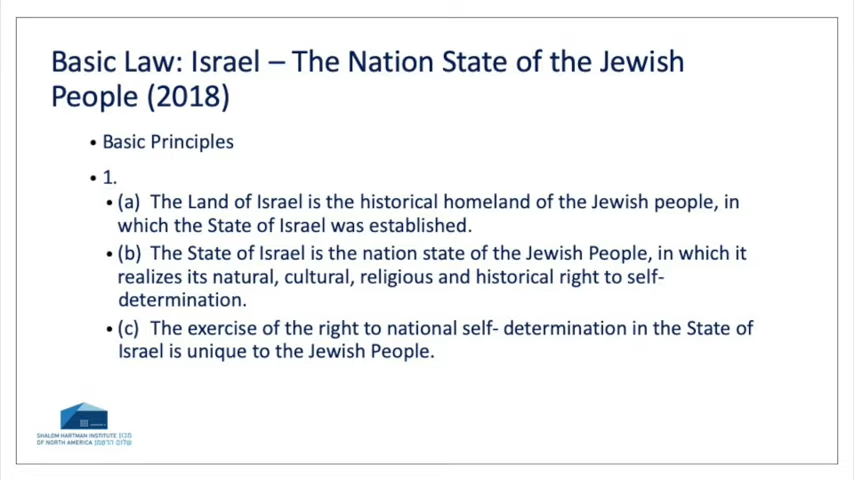 Basic Law: Israel – The Nation State of the Jewish
People (2018)
• Basic Principles
• 1.
• (a) The Land of Israel is the historical homeland of the Jewish people, in
which the State of Israel was established.
• (b) The State of Israel is the nation state of the Jewish People, in which it
realizes its natural, cultural, religious and historical right to self-
determination.
• (c) The exercise of the right to national self- determination in the State of
Israel is unique to the Jewish People.
SHALOM HARTMAN INSTITUTE מכון
OF NORTH AMERICA שלום הרטמן